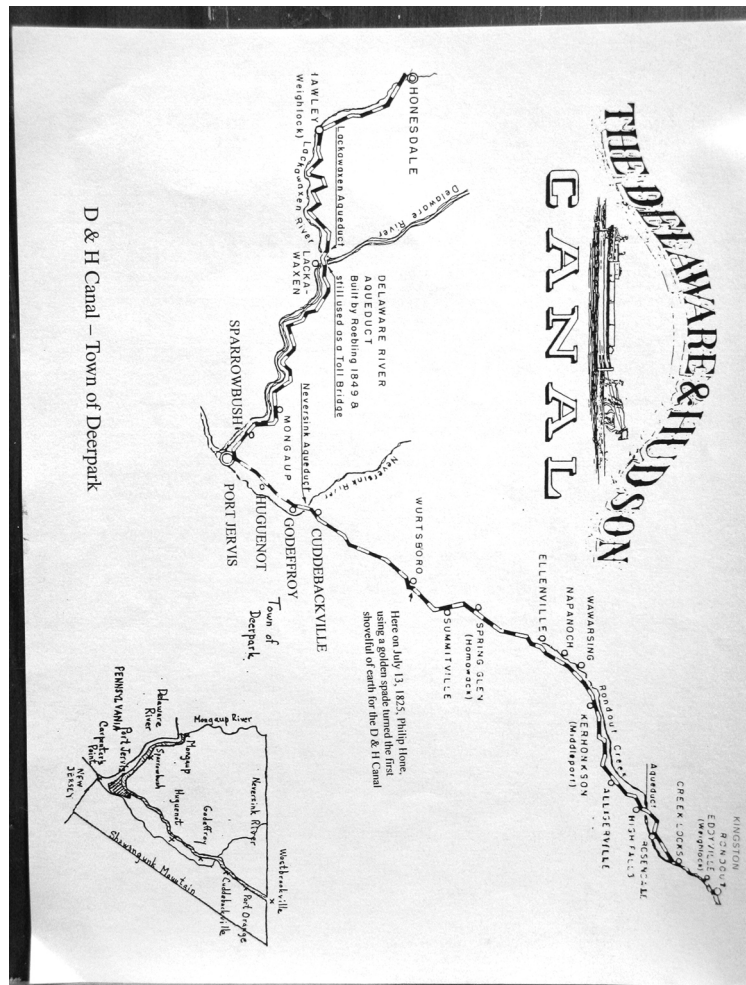 THE DELAWARE & HUDSON
CANAL
HONESDALE
HAWLEY
Weighlock)
Lackawaxen River
Lackawaxen Aqueduct
LACKA-
WAXEN
Delaware River
DELAWARE RIVER
AQUEDUCT
Built by Roebling 1849 &
still used as a Toll Bridge
SPARROWBUSH
MONGAUP
Neversink Aqueduct
Neversink River
PORT JERVIS
HUGUENOT
GODEFFROY
CUDDEBACKVILLE
Town of
Deerpark
WURTSBORO
Here on July 13, 1825, Philip Hone,
using a golden spade turned the first
shovelful of earth for the D & H Canal
SUMMITVILLE
SPRING GLEN
(Homowack)
ELLENVILLE
NAPANOCH
WAWARSING
Rondout Creek
KERHONKSON
(Middleport)
ALLIGERVILLE
Aqueduct
HIGH FALLS
ROSENDALE
CREEK LOCKS
EDDYVILLE
(Weighlock)
RONDOUT
KINGSTON
D & H Canal – Town of Deerpark
Mongaup River
Mongaup
Delaware
River
Sparrowbush
PENNSYLVANIA
Port Jervis
Carpenter's
Point
NEW
JERSEY
Huguenot
Godeffroy
Neversink River
Cuddebackville
Port Orange
Westbrookville
Shawangunk Mountain